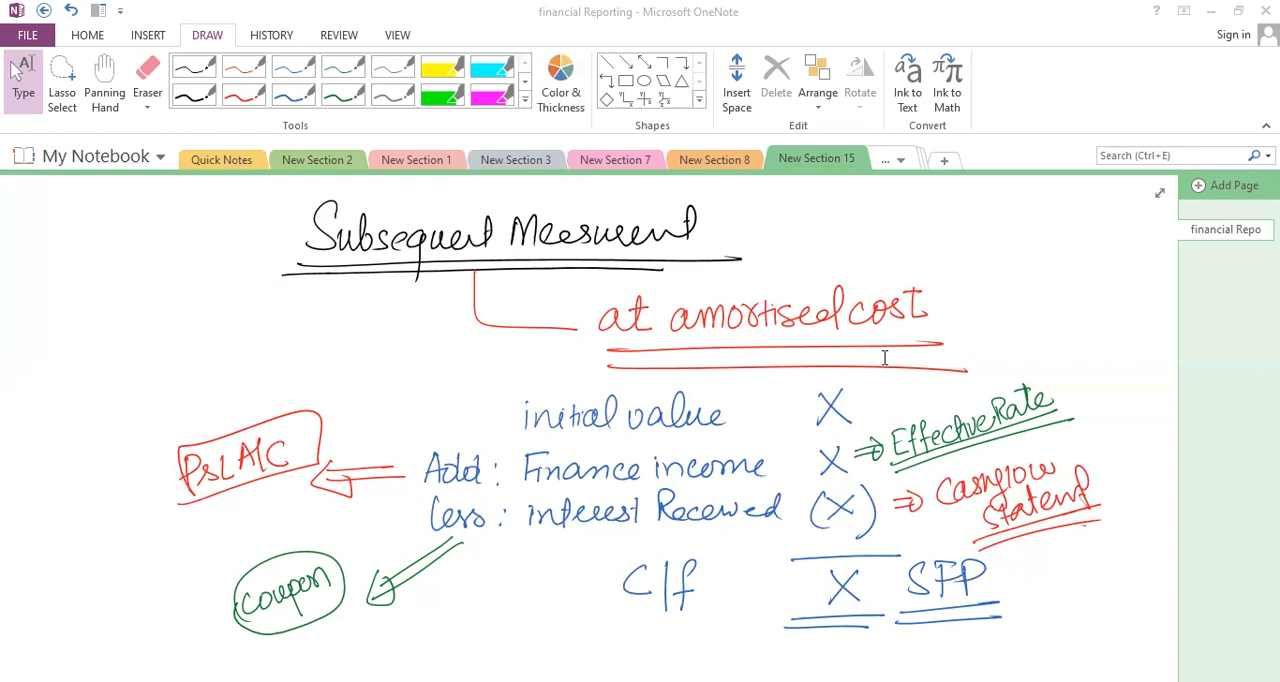 financial Reporting - Microsoft OneNote
Sign in
FILE HOME INSERT DRAW HISTORY REVIEW VIEW
Type
Lasso Select
Panning Hand
Eraser
Color & Thickness
Insert Space
Delete
Arrange
Rotate
Ink to Text
Ink to Math
Tools
Shapes
Edit
Convert
My Notebook
Quick Notes
New Section 2
New Section 1
New Section 3
New Section 7
New Section 8
New Section 15
...
Search (Ctrl+E)
Add Page
financial Repo
Subsequent Measurement
at amortised cost
initial value X
Add: Finance income X ⇒ Effective Rate
PSL A/C
Less: interest Received (X) ⇒ Cashflow
Statemt
Coupon
C/f X SFP